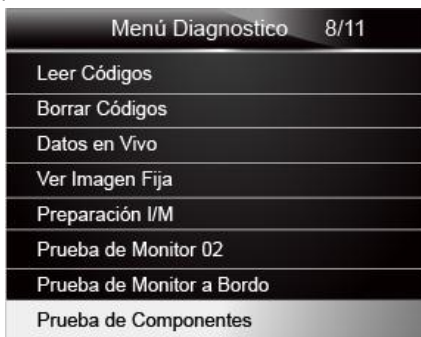 Menú Diagnostico 8/11
Leer Códigos
Borrar Códigos
Datos en Vivo
Ver Imagen Fija
Preparación I/M
Prueba de Monitor 02
Prueba de Monitor a Bordo
Prueba de Componentes